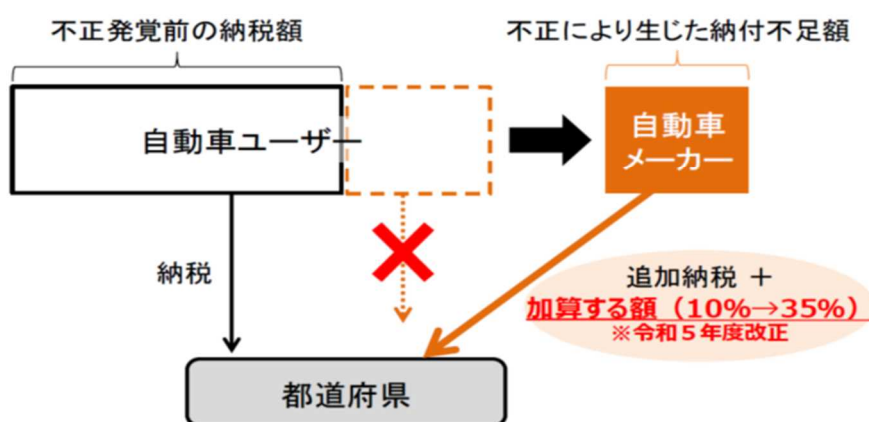 不正発覚前の納税額
不正により生じた納付不足額
自動車ユーザー
自動車
メーカー
納税
追加納税 +
加算する額（10%→35%）
※令和５年度改正
都道府県